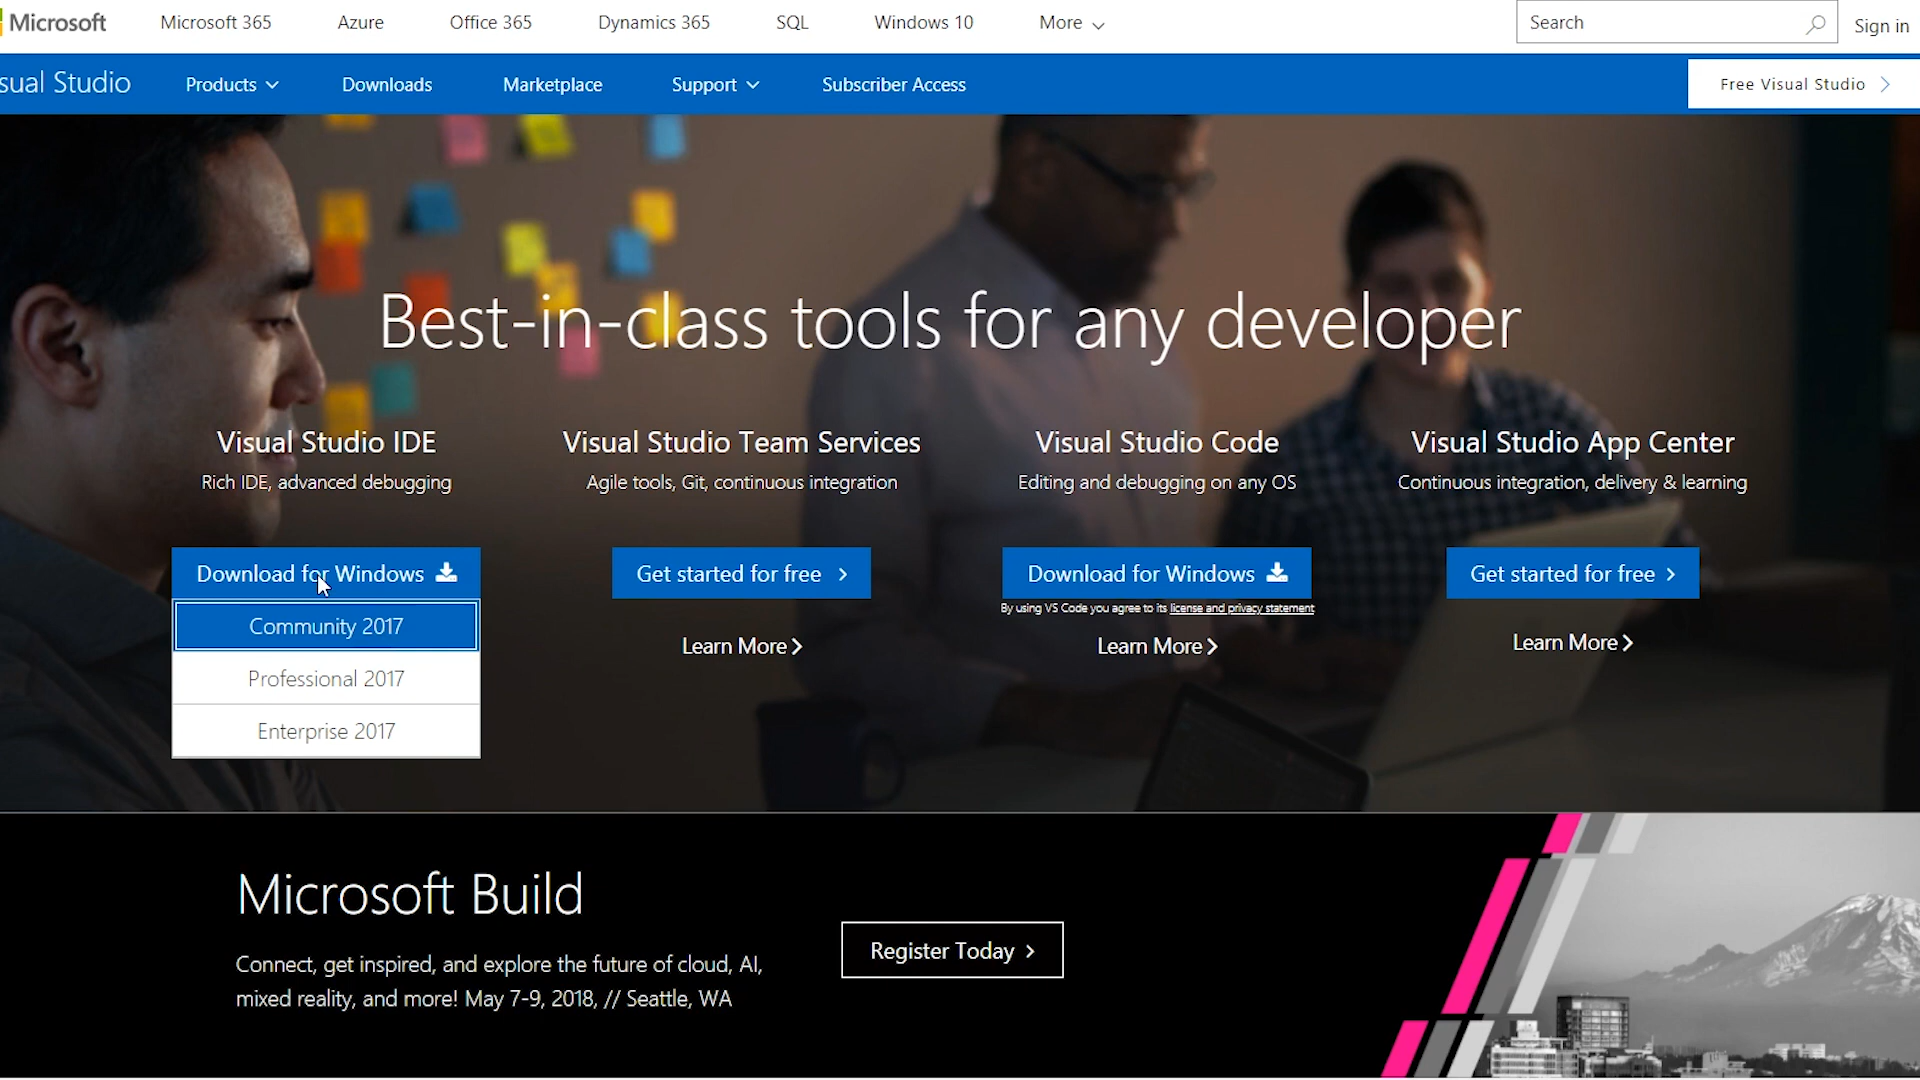 Microsoft
Microsoft 365
Azure
Office 365
Dynamics 365
SQL
Windows 10
More
Search
Sign in
sual Studio
Products
Downloads
Marketplace
Support
Subscriber Access
Free Visual Studio
Best-in-class tools for any developer
Visual Studio IDE
Rich IDE, advanced debugging
Download for Windows
Community 2017
Professional 2017
Enterprise 2017
Visual Studio Team Services
Agile tools, Git, continuous integration
Get started for free
Learn More
Visual Studio Code
Editing and debugging on any OS
Download for Windows
By using VS Code you agree to its license and privacy statement
Learn More
Visual Studio App Center
Continuous integration, delivery & learning
Get started for free
Learn More
Microsoft Build
Connect, get inspired, and explore the future of cloud, AI,
mixed reality, and more! May 7-9, 2018, // Seattle, WA
Register Today